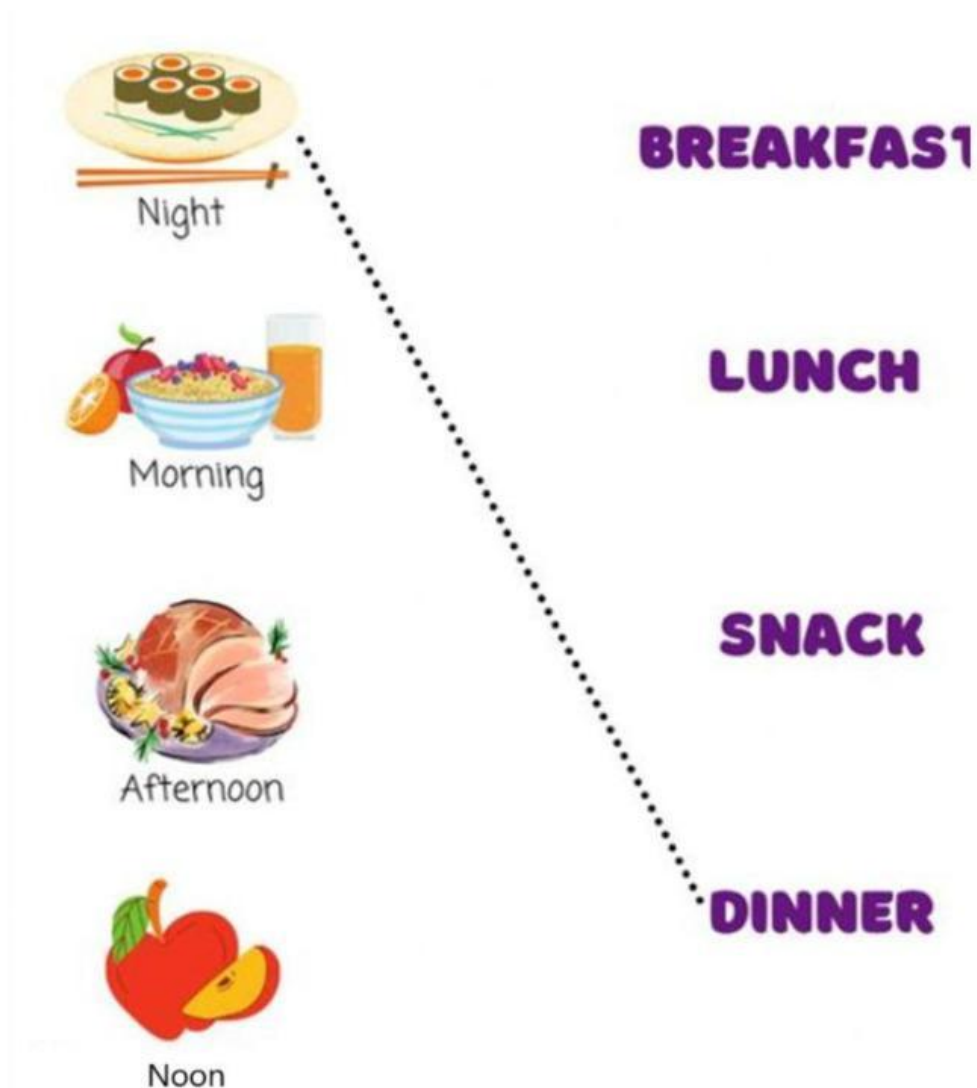 BREAKFAST
Night
LUNCH
Morning
SNACK
Afternoon
DINNER
Noon